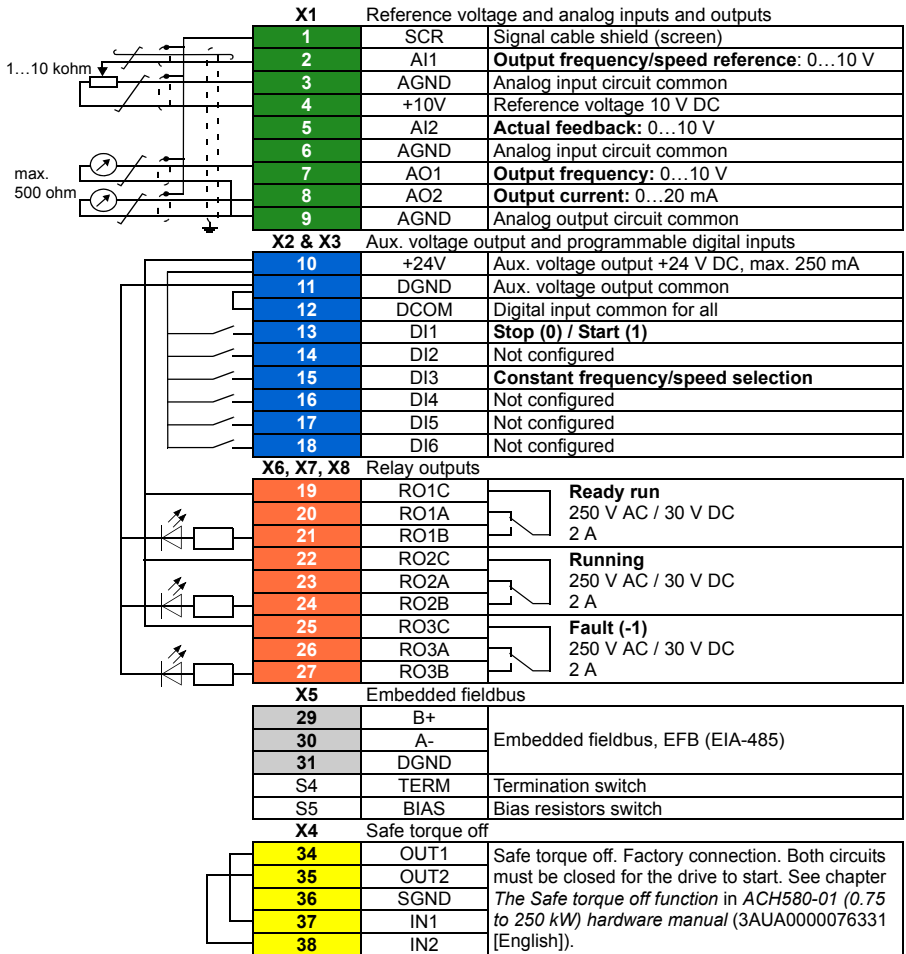 X1 Reference voltage and analog inputs and outputs
1 SCR Signal cable shield (screen)
2 AI1 Output frequency/speed reference: 0…10 V
1…10 kohm
3 AGND Analog input circuit common
4 +10V Reference voltage 10 V DC
5 AI2 Actual feedback: 0…10 V
6 AGND Analog input circuit common
7 AO1 Output frequency: 0…10 V
max.
500 ohm
8 AO2 Output current: 0…20 mA
9 AGND Analog output circuit common
X2 & X3 Aux. voltage output and programmable digital inputs
10 +24V Aux. voltage output +24 V DC, max. 250 mA
11 DGND Aux. voltage output common
12 DCOM Digital input common for all
13 DI1 Stop (0) / Start (1)
14 DI2 Not configured
15 DI3 Constant frequency/speed selection
16 DI4 Not configured
17 DI5 Not configured
18 DI6 Not configured
X6, X7, X8 Relay outputs
19 RO1C Ready run
20 RO1A 250 V AC / 30 V DC
21 RO1B 2 A
22 RO2C Running
23 RO2A 250 V AC / 30 V DC
24 RO2B 2 A
25 RO3C Fault (-1)
26 RO3A 250 V AC / 30 V DC
27 RO3B 2 A
X5 Embedded fieldbus
29 B+
30 A- Embedded fieldbus, EFB (EIA-485)
31 DGND
S4 TERM Termination switch
S5 BIAS Bias resistors switch
X4 Safe torque off
34 OUT1 Safe torque off. Factory connection. Both circuits
35 OUT2 must be closed for the drive to start. See chapter
36 SGND The Safe torque off function in ACH580-01 (0.75
37 IN1 to 250 kW) hardware manual (3AUA0000076331
38 IN2 [English]).